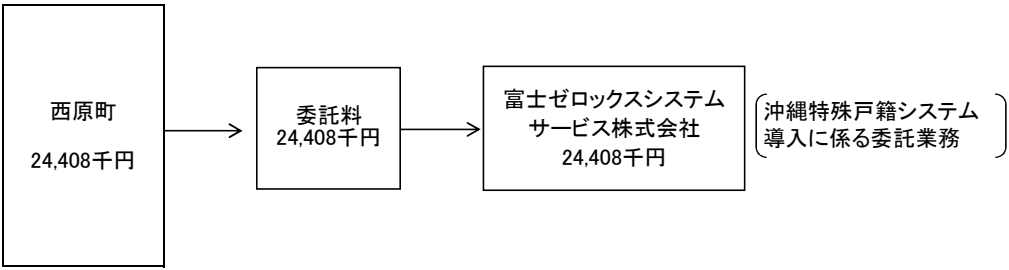 西原町
24,408千円
委託料
24,408千円
富士ゼロックスシステム
サービス株式会社
24,408千円
沖縄特殊戸籍システム
導入に係る委託業務